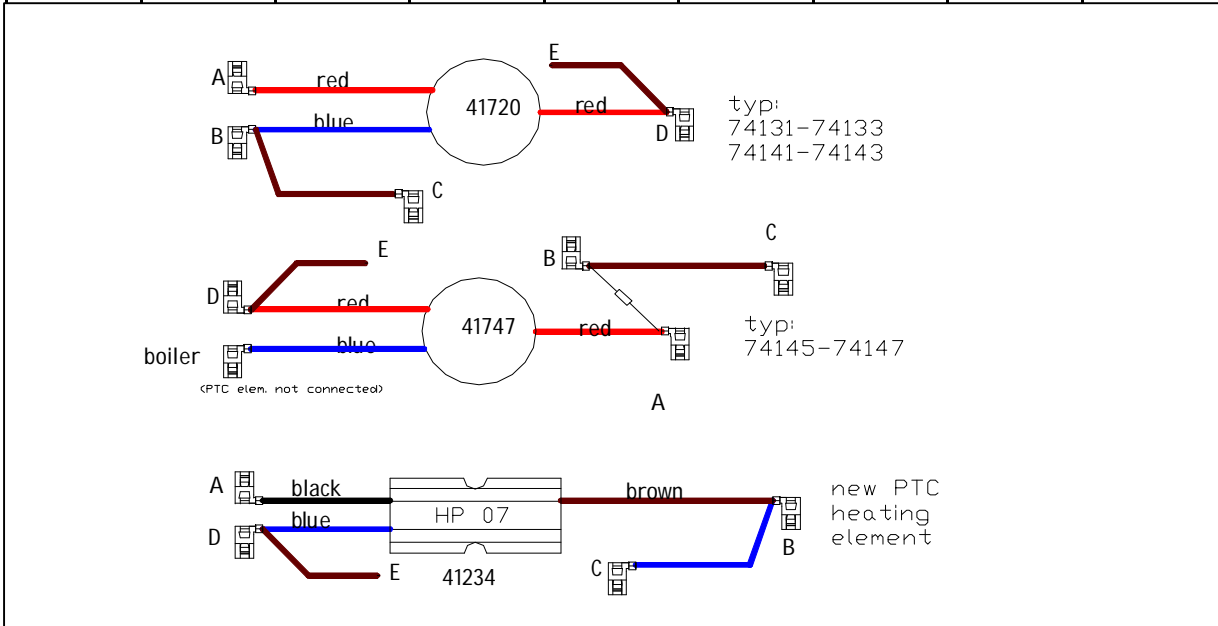 E
A
red
41720
red
typ:
74131-74133
74141-74143
B
blue
D
C
E
B
C
D
red
41747
red
typ:
74145-74147
boiler
blue
(PTC elem. not connected)
A
A
black
brown
new PTC
heating
element
HP 07
D
blue
B
E
41234
C